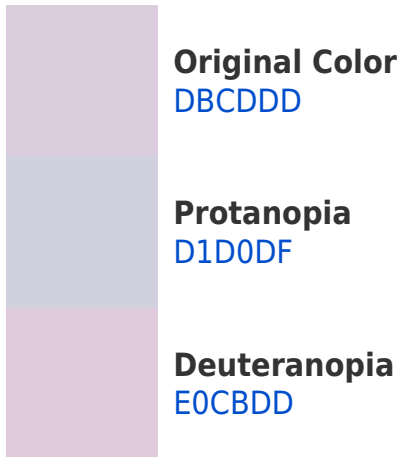 Original Color
DBCDDD
Protanopia
D1D0DF
Deuteranopia
E0CBDD